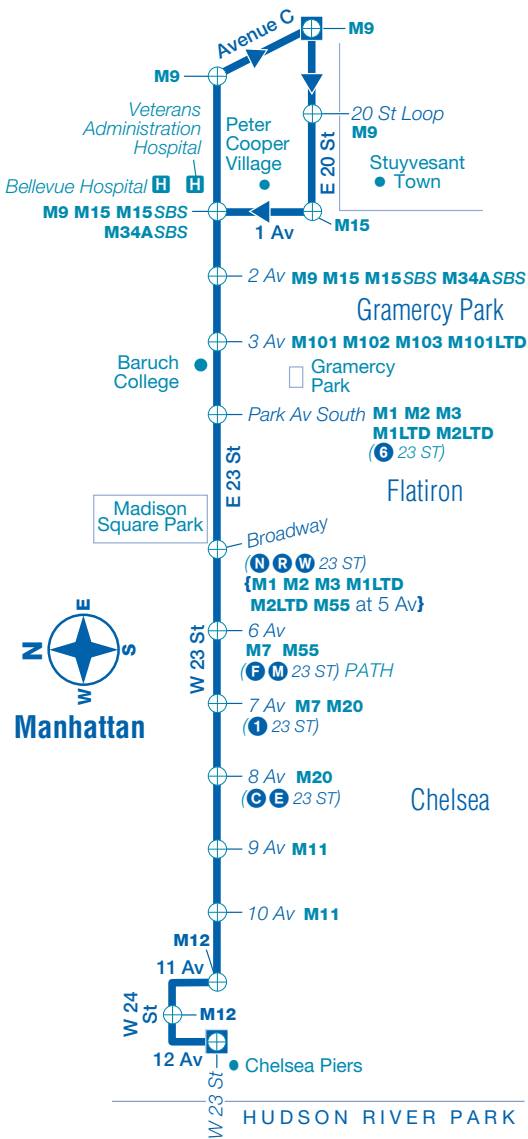 Avenue C
M9
M9
20 St Loop
M9
E 20 St
Veterans
Administration
Hospital
Peter
Cooper
Village
Stuyvesant
Town
Bellevue Hospital H H
M9 M15 M15SBS
M34ASBS
1 Av
M15
2 Av M9 M15 M15SBS M34ASBS
Gramercy Park
3 Av M101 M102 M103 M101LTD
Baruch
College
Gramercy
Park
Park Av South M1 M2 M3
M1LTD M2LTD
(6 23 ST)
E 23 St
Flatiron
Madison
Square Park
Broadway
(N R W 23 ST)
{M1 M2 M3 M1LTD
M2LTD M55 at 5 Av}
W 23 St
6 Av
M7 M55
(F M 23 ST) PATH
N
E
S
W
Manhattan
7 Av M7 M20
(1 23 ST)
8 Av M20
(C E 23 ST)
Chelsea
9 Av M11
10 Av M11
M12
11 Av
W 24
St
M12
12 Av
Chelsea Piers
W 23 St
HUDSON RIVER PARK